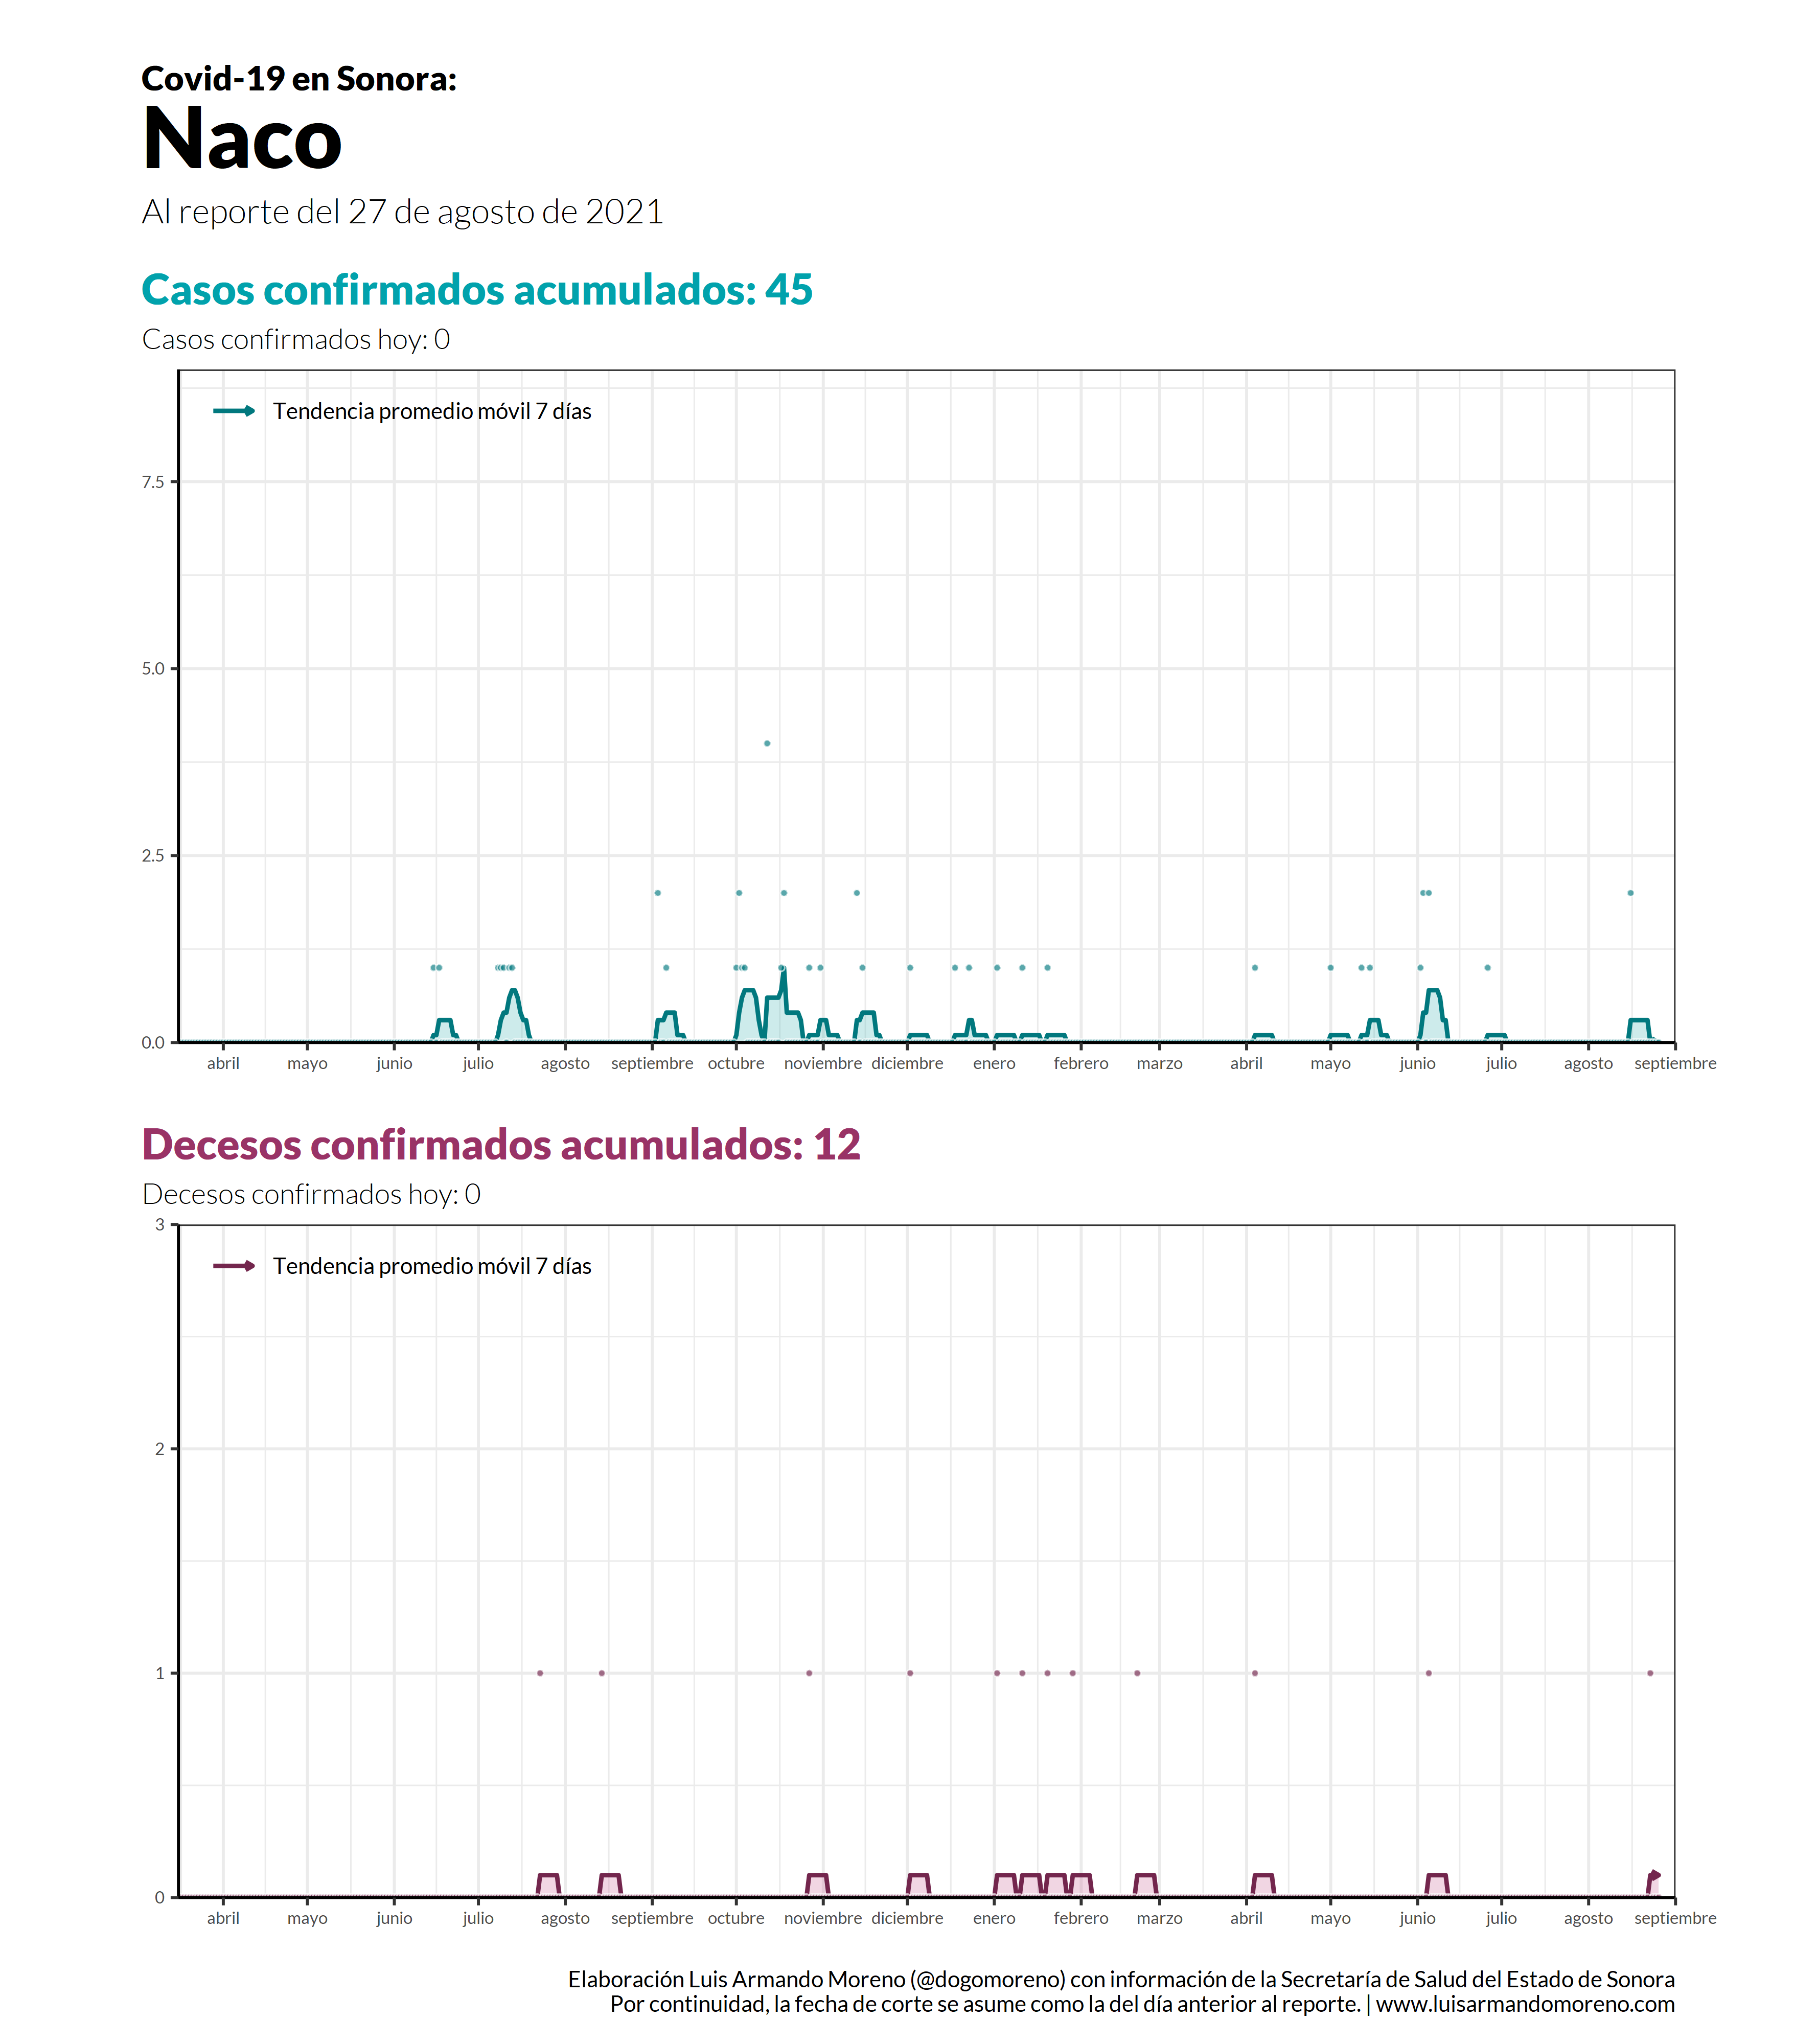 Covid-19 en Sonora:
Naco
Al reporte del 27 de agosto de 2021
Casos confirmados acumulados: 45
Casos confirmados hoy: 0
Tendencia promedio móvil 7 días
7.5
5.0
2.5
0.0
abril mayo junio julio agosto septiembre octubre noviembre diciembre enero febrero marzo abril mayo junio julio agosto septiembre
Decesos confirmados acumulados: 12
Decesos confirmados hoy: 0
3
Tendencia promedio móvil 7 días
2
1
0
abril mayo junio julio agosto septiembre octubre noviembre diciembre enero febrero marzo abril mayo junio julio agosto septiembre
Elaboración Luis Armando Moreno (@dogomoreno) con información de la Secretaría de Salud del Estado de Sonora
Por continuidad, la fecha de corte se asume como la del día anterior al reporte. | www.luisarmandomoreno.com